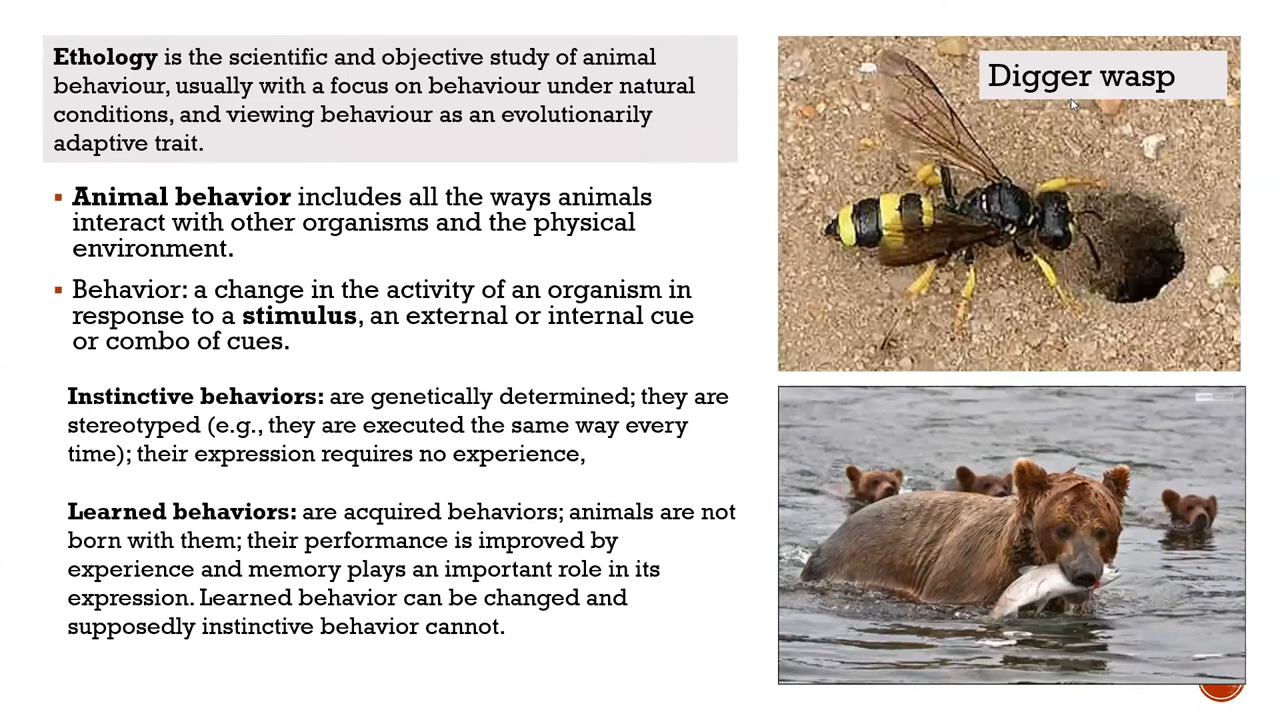 Ethology is the scientific and objective study of animal
behaviour, usually with a focus on behaviour under natural
conditions, and viewing behaviour as an evolutionarily
adaptive trait.
▪ Animal behavior includes all the ways animals
interact with other organisms and the physical
environment.
▪ Behavior: a change in the activity of an organism in
response to a stimulus, an external or internal cue
or combo of cues.
Instinctive behaviors: are genetically determined; they are
stereotyped (e.g., they are executed the same way every
time); their expression requires no experience,
Learned behaviors: are acquired behaviors; animals are not
born with them; their performance is improved by
experience and memory plays an important role in its
expression. Learned behavior can be changed and
supposedly instinctive behavior cannot.
Digger wasp